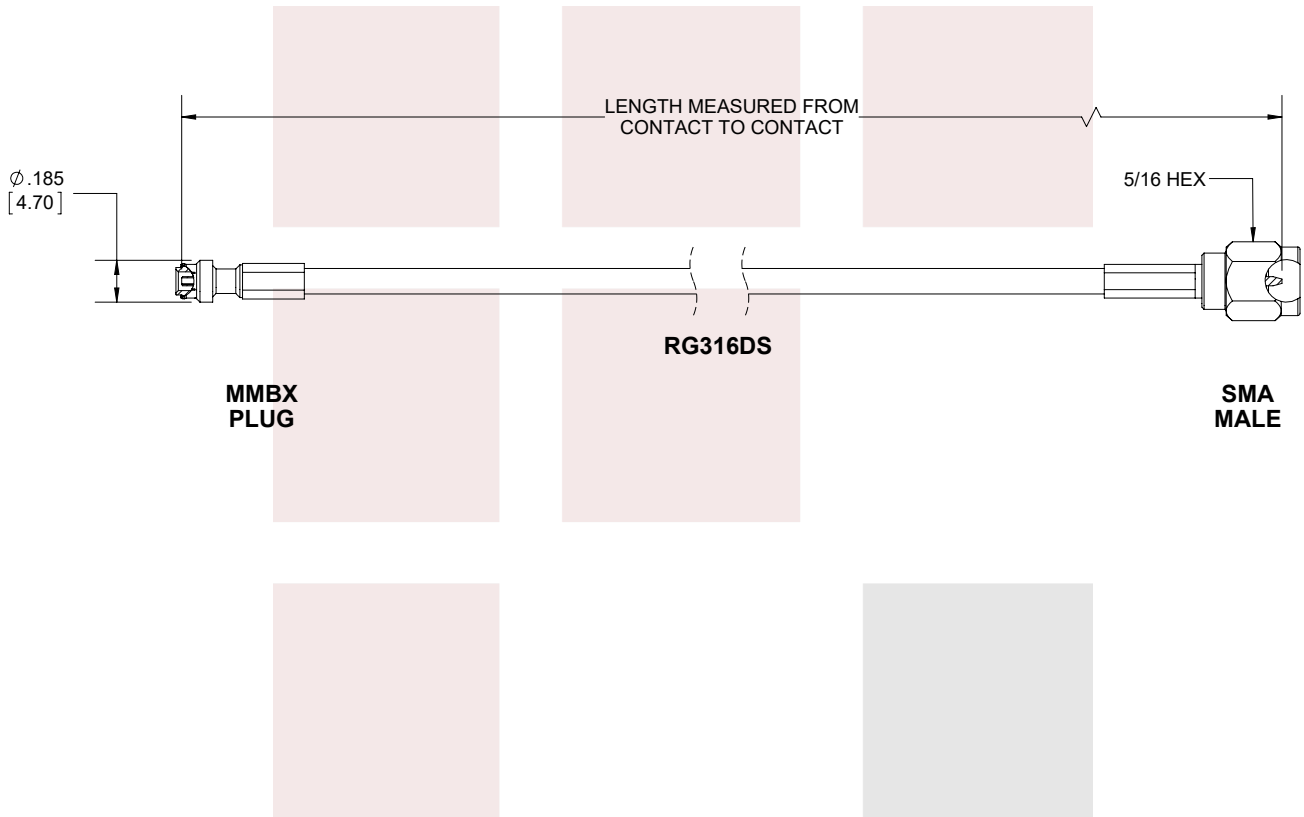 LENGTH MEASURED FROM
CONTACT TO CONTACT
⌀.185
[4.70]
5/16 HEX
RG316DS
MMBX
PLUG
SMA
MALE